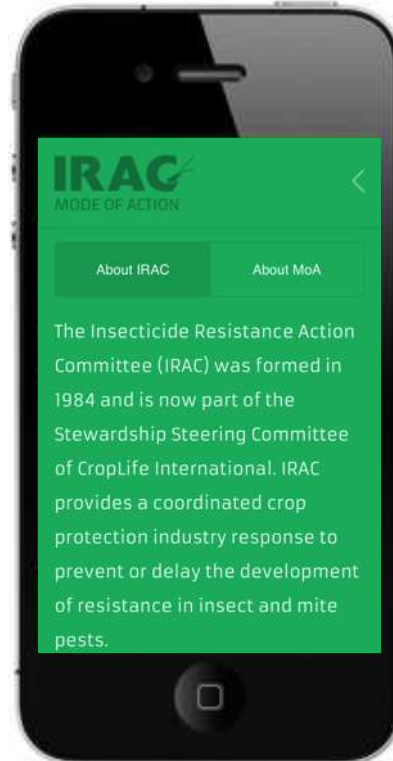 IRAC
MODE OF ACTION
About IRAC About MoA
The Insecticide Resistance Action
Committee (IRAC) was formed in
1984 and is now part of the
Stewardship Steering Committee
of CropLife International. IRAC
provides a coordinated crop
protection industry response to
prevent or delay the development
of resistance in insect and mite
pests.